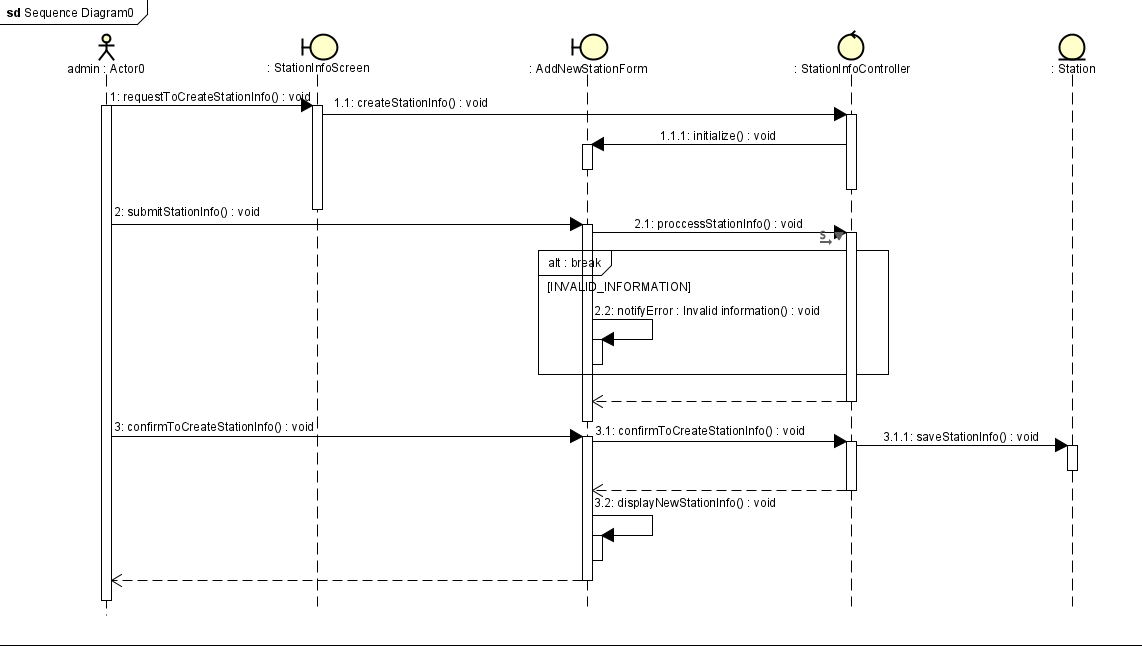 sd Sequence Diagram0
admin : Actor0
: StationInfoScreen
: AddNewStationForm
: StationInfoController
: Station
1: requestToCreateStationInfo() : void
1.1: createStationInfo() : void
1.1.1: initialize() : void
2: submitStationInfo() : void
2.1: proccessStationInfo() : void
S
alt : break
[INVALID_INFORMATION]
2.2: notifyError : Invalid information() : void
3: confirmToCreateStationInfo() : void
3.1: confirmToCreateStationInfo() : void
3.1.1: saveStationInfo() : void
3.2: displayNewStationInfo() : void